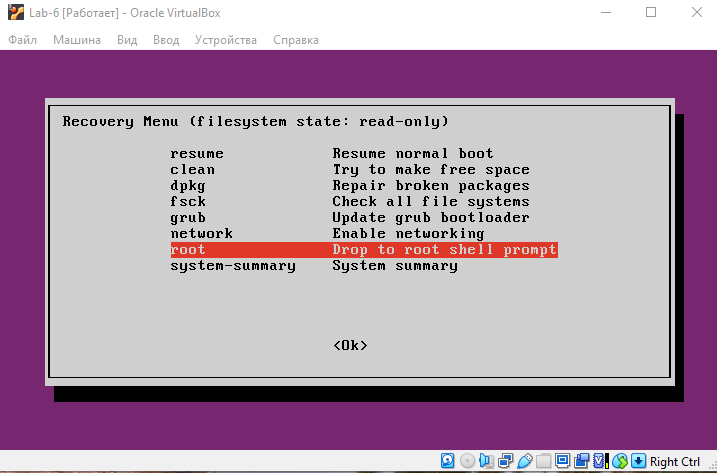 Lab-6 [Работает] - Oracle VirtualBox
Файл Машина Вид Ввод Устройства Справка
Recovery Menu (filesystem state: read-only)
resume Resume normal boot
clean Try to make free space
dpkg Repair broken packages
fsck Check all file systems
grub Update grub bootloader
network Enable networking
root Drop to root shell prompt
system-summary System summary
<Ok>
Right Ctrl